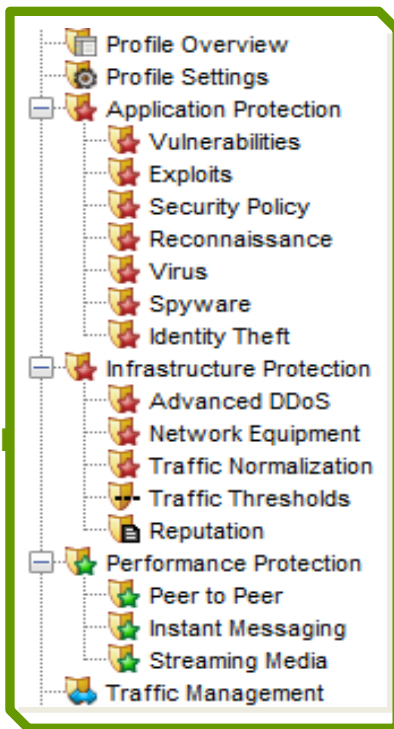 Profile Overview
Profile Settings
Application Protection
Vulnerabilities
Exploits
Security Policy
Reconnaissance
Virus
Spyware
Identity Theft
Infrastructure Protection
Advanced DDoS
Network Equipment
Traffic Normalization
Traffic Thresholds
Reputation
Performance Protection
Peer to Peer
Instant Messaging
Streaming Media
Traffic Management